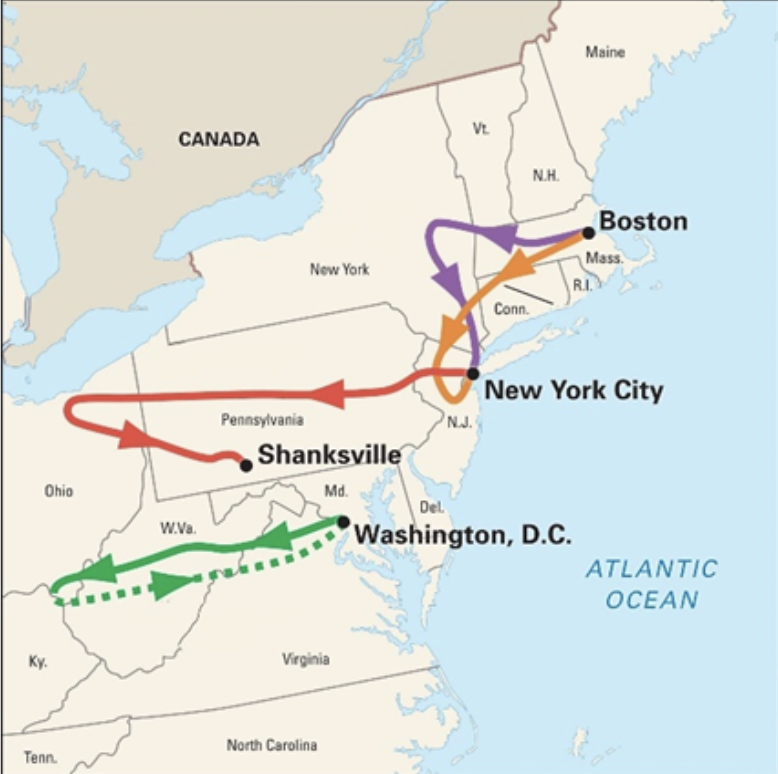 Maine
CANADA
Vt.
N.H.
Boston
Mass.
New York
R.I.
Conn.
New York City
Pennsylvania
N.J.
Shanksville
Ohio
Md.
Del.
W.Va.
Washington, D.C.
ATLANTIC
OCEAN
Ky.
Virginia
North Carolina
Tenn.